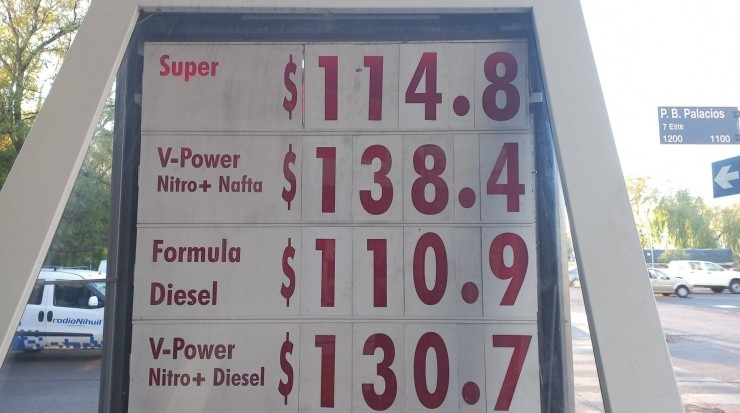 Super $114.8
V-Power
Nitro+ Nafta $138.4
Formula
Diesel $110.9
V-Power
Nitro+ Diesel $130.7
P. B. Palacios
7 Este
1200 1100
radioNihuil